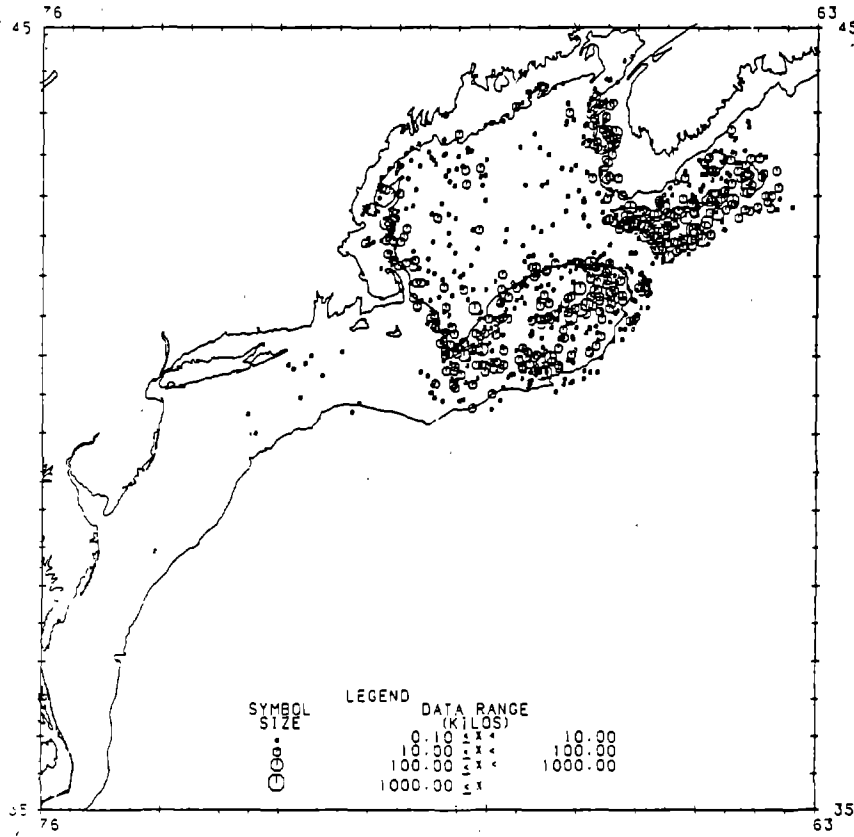 76 63
45 45
LEGEND
SYMBOL DATA RANGE
SIZE (KILOS)
0.10 ≤ X < 10.00
10.00 ≤ X < 100.00
100.00 ≤ X < 1000.00
1000.00 ≤ X
35 35
76 63